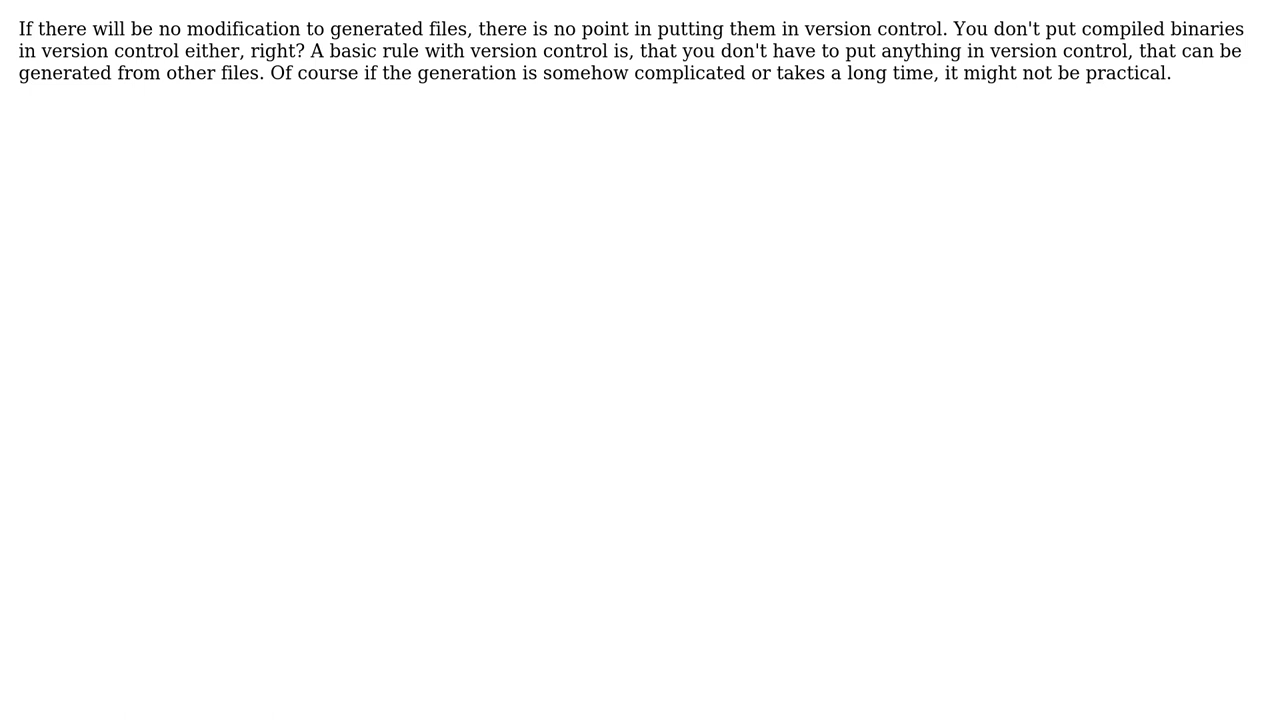 If there will be no modification to generated files, there is no point in putting them in version control. You don't put compiled binaries
in version control either, right? A basic rule with version control is, that you don't have to put anything in version control, that can be
generated from other files. Of course if the generation is somehow complicated or takes a long time, it might not be practical.